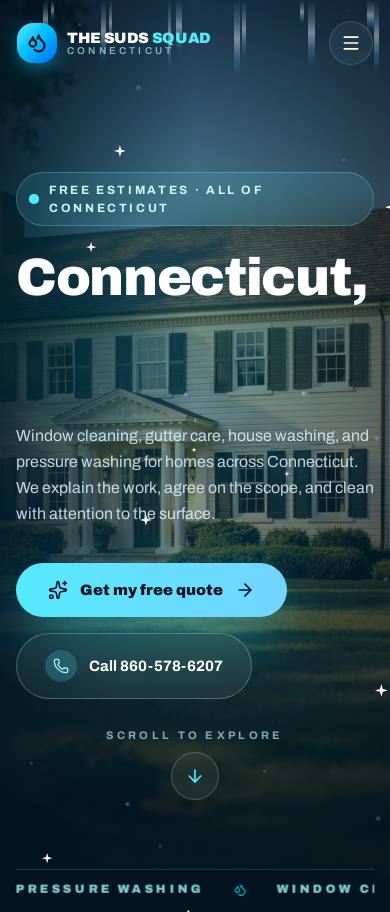 THE SUDS SQUAD
CONNECTICUT
FREE ESTIMATES · ALL OF
CONNECTICUT
Connecticut,
Window cleaning, gutter care, house washing, and
pressure washing for homes across Connecticut.
We explain the work, agree on the scope, and clean
with attention to the surface.
Get my free quote
Call 860-578-6207
SCROLL TO EXPLORE
PRESSURE WASHING WINDOW